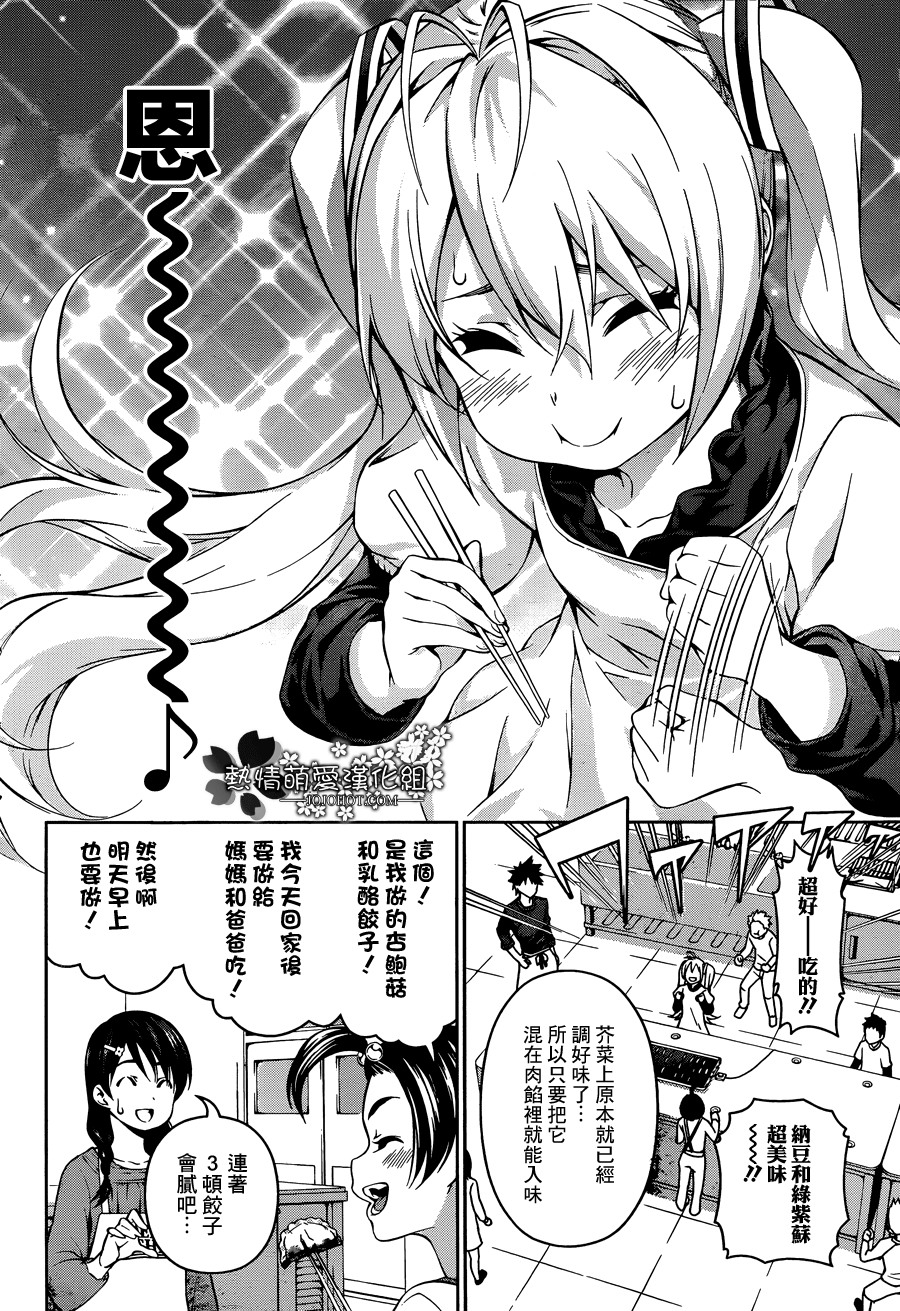 恩～～～～♪
熱情萌愛漢化組
JOJOHOT.COM
ガガガガガ
超好——吃的!!
納豆和綠紫蘇
超美味
～～～～!!
芥菜上原本就已經
調好味了…
所以只要把它
混在肉餡裡就能入味
這個！
是我做的杏鮑菇
和乳酪餃子！
我今天回家後
要做給
媽媽和爸爸吃！
然後啊
明天早上
也要做！
連著
3頓餃子
會膩吧…